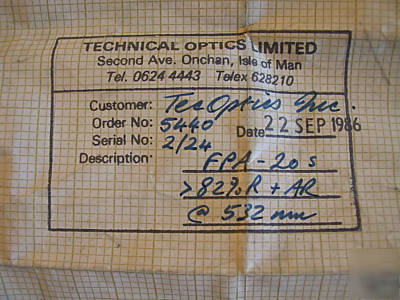 TECHNICAL OPTICS LIMITED
Second Ave. Onchan, Isle of Man
Tel. 0624 4443 Telex 628210
Customer: TecOptics Inc.
Order No: 5440
Date 22 SEP 1986
Serial No: 2/24
Description: FPA-20s
>82%R + AR
@ 532 nm